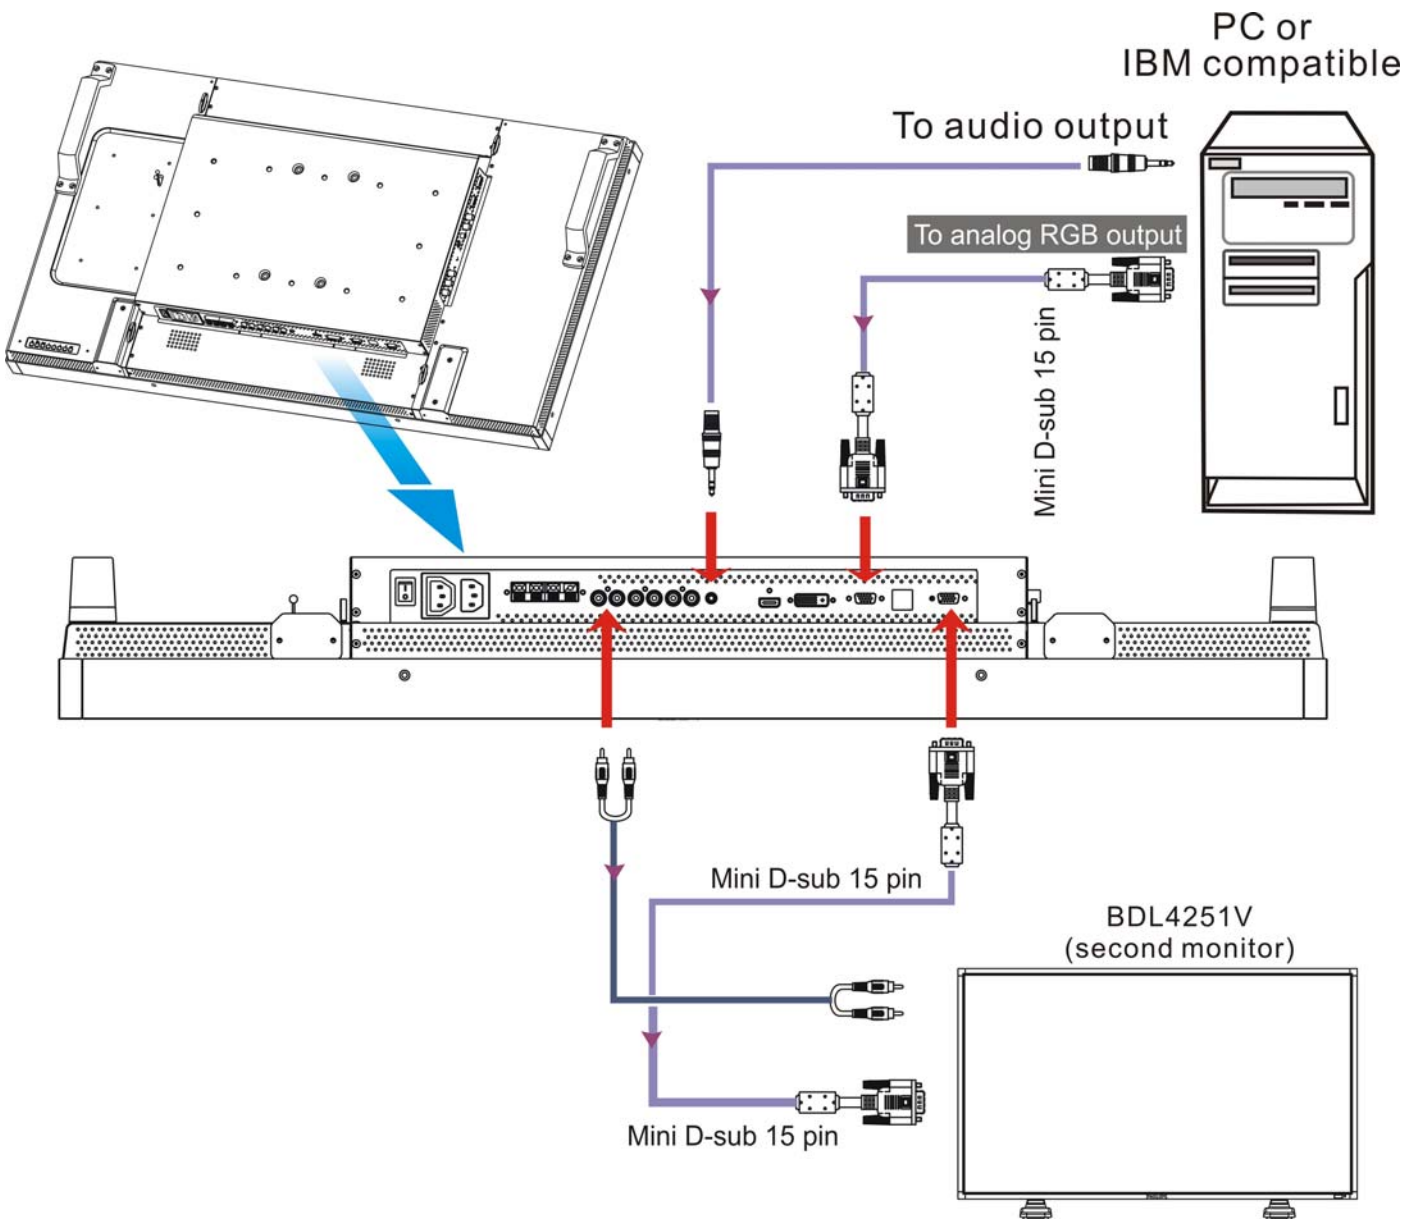 PC or
IBM compatible
To audio output
To analog RGB output
Mini D-sub 15 pin
Mini D-sub 15 pin
BDL4251V
(second monitor)
Mini D-sub 15 pin
PHILIPS